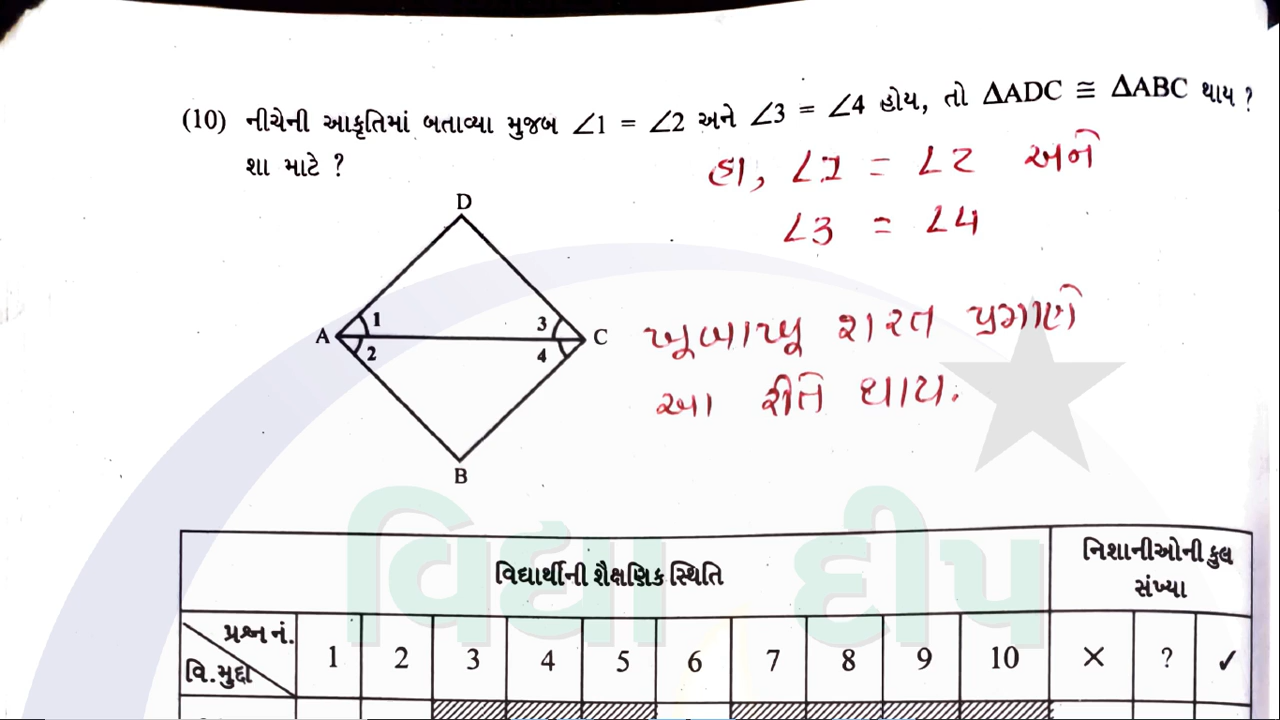 (10) નીચેની આકૃતિમાં બતાવ્યા મુજબ ∠1 = ∠2 અને ∠3 = ∠4 હોય, તો ΔADC ≅ ΔABC થાય ?
શા માટે ?
હા, ∠1 = ∠2 અને
∠3 = ∠4
D
A 1 3 C
2 4
B
ખૂબાખૂ શરત પ્રમાણે
આ રીતે થાય.
વિદ્યા દીપ
વિદ્યાર્થીની શૈક્ષણિક સ્થિતિ
નિશાનીઓની કુલ
સંખ્યા
પ્રશ્ન નં.
વિ.મુદ્દા
1 2 3 4 5 6 7 8 9 10 × ? ✓